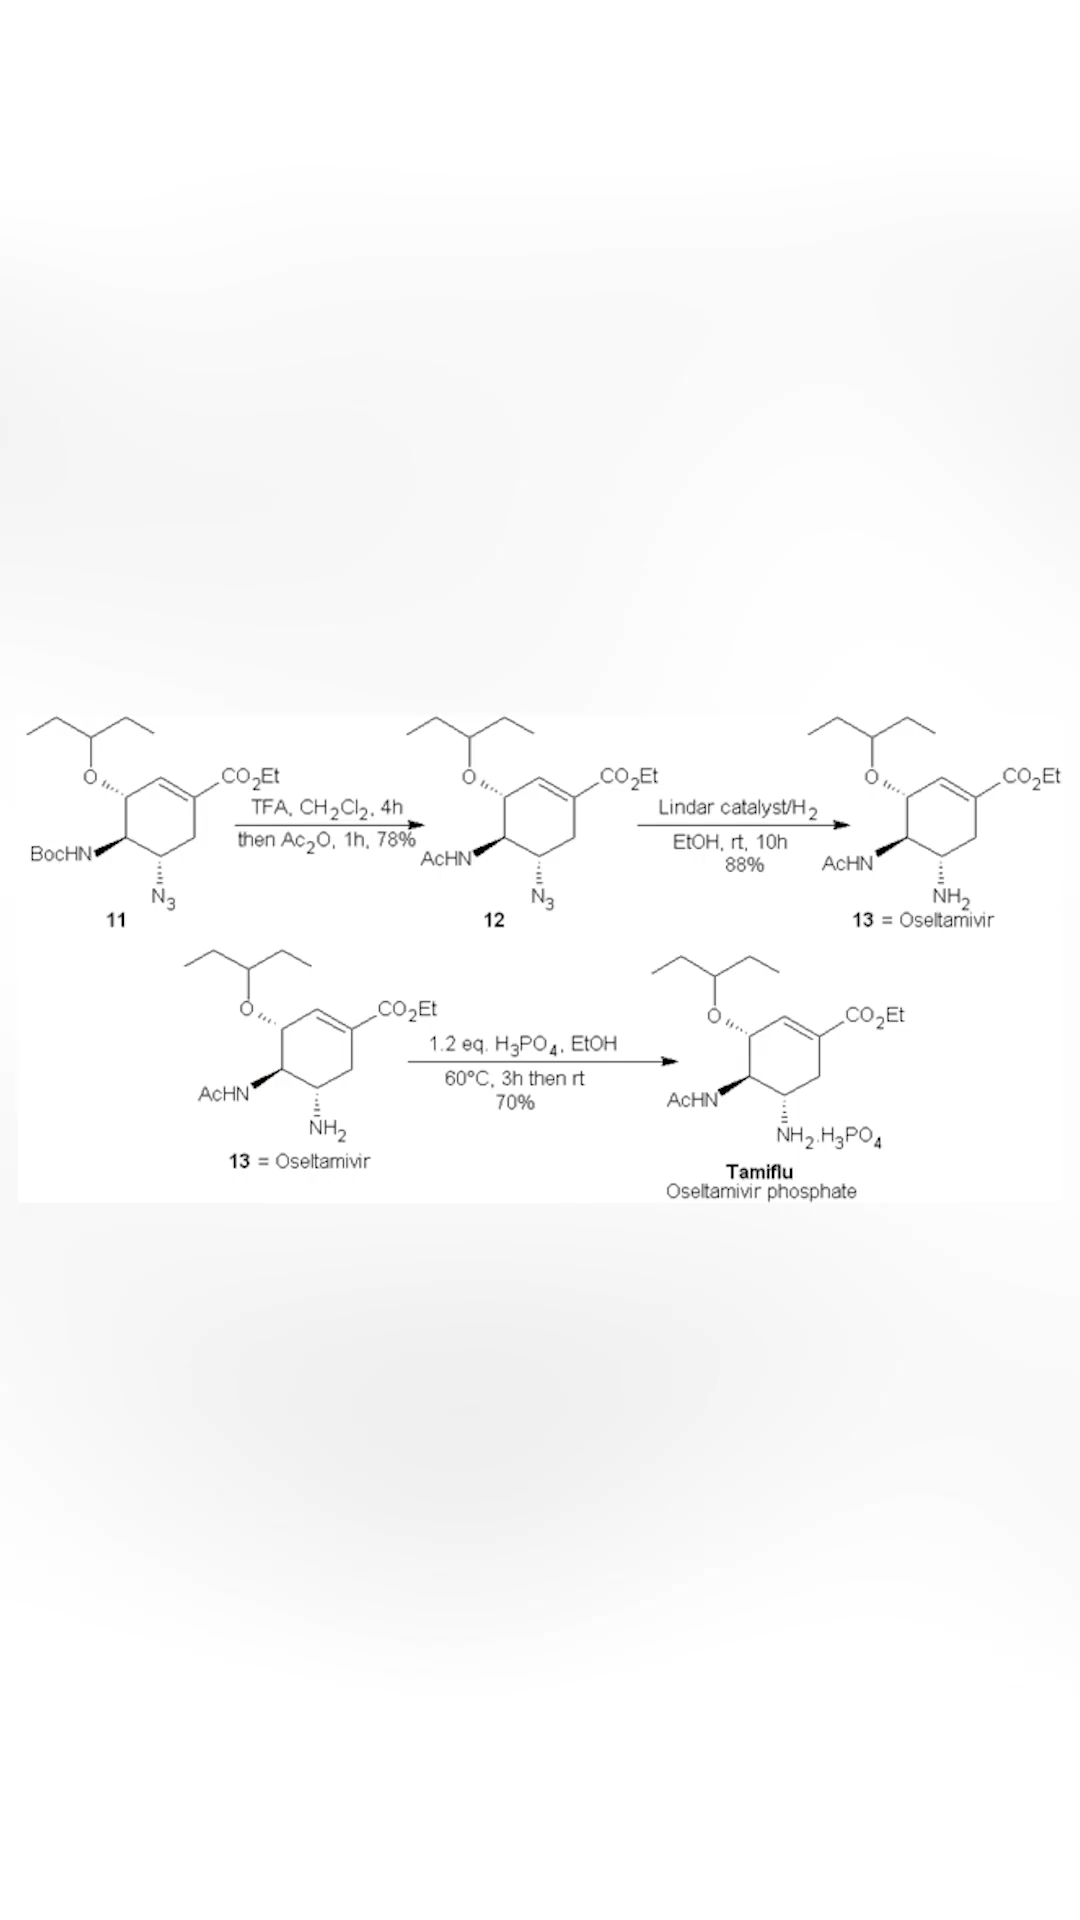 O
CO2Et
TFA, CH2Cl2, 4h
then Ac2O, 1h, 78%
BocHN
N3
11
O
CO2Et
AcHN
N3
12
Lindar catalyst/H2
EtOH, rt, 10h
88%
O
CO2Et
AcHN
NH2
13 = Oseltamivir
O
CO2Et
AcHN
NH2
13 = Oseltamivir
1.2 eq. H3PO4, EtOH
60°C, 3h then rt
70%
O
CO2Et
AcHN
NH2.H3PO4
Tamiflu
Oseltamivir phosphate